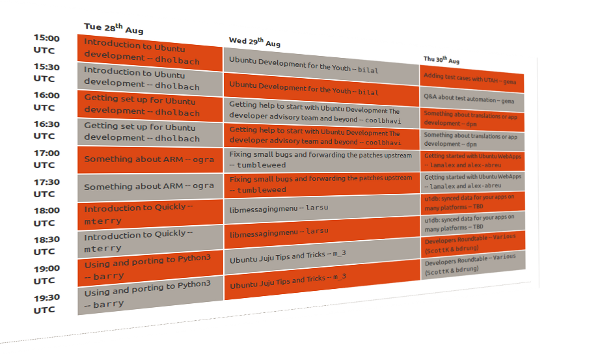 Tue 28th Aug
Wed 29th Aug
Thu 30th Aug
15:00
UTC
Introduction to Ubuntu
development — dholbach
Ubuntu Development for the Youth — bilal
Adding test cases with UTAH — gema
15:30
UTC
Introduction to Ubuntu
development — dholbach
Ubuntu Development for the Youth — bilal
Q&A about test automation — gema
16:00
UTC
Getting set up for Ubuntu
development — dholbach
Getting help to start with Ubuntu Development The
developer advisory team and beyond — coolbhavi
Something about translations or app
development — dpm
16:30
UTC
Getting set up for Ubuntu
development — dholbach
Getting help to start with Ubuntu Development The
developer advisory team and beyond — coolbhavi
Something about translations or app
development — dpm
17:00
UTC
Something about ARM — ogra
Fixing small bugs and forwarding the patches upstream
— tumbleweed
Getting started with Ubuntu WebApps
— lamalex and alex-abreu
17:30
UTC
Something about ARM — ogra
Fixing small bugs and forwarding the patches upstream
— tumbleweed
Getting started with Ubuntu WebApps
— lamalex and alex-abreu
18:00
UTC
Introduction to Quickly —
mterry
libmessagingmenu — larsu
u1db: synced data for your apps on
many platforms — TBD
18:30
UTC
Introduction to Quickly —
mterry
libmessagingmenu — larsu
u1db: synced data for your apps on
many platforms — TBD
19:00
UTC
Using and porting to Python3
— barry
Ubuntu Juju Tips and Tricks — m_3
Developers Roundtable — Various
(ScottK & bdrung)
19:30
UTC
Using and porting to Python3
— barry
Ubuntu Juju Tips and Tricks — m_3
Developers Roundtable — Various
(ScottK & bdrung)